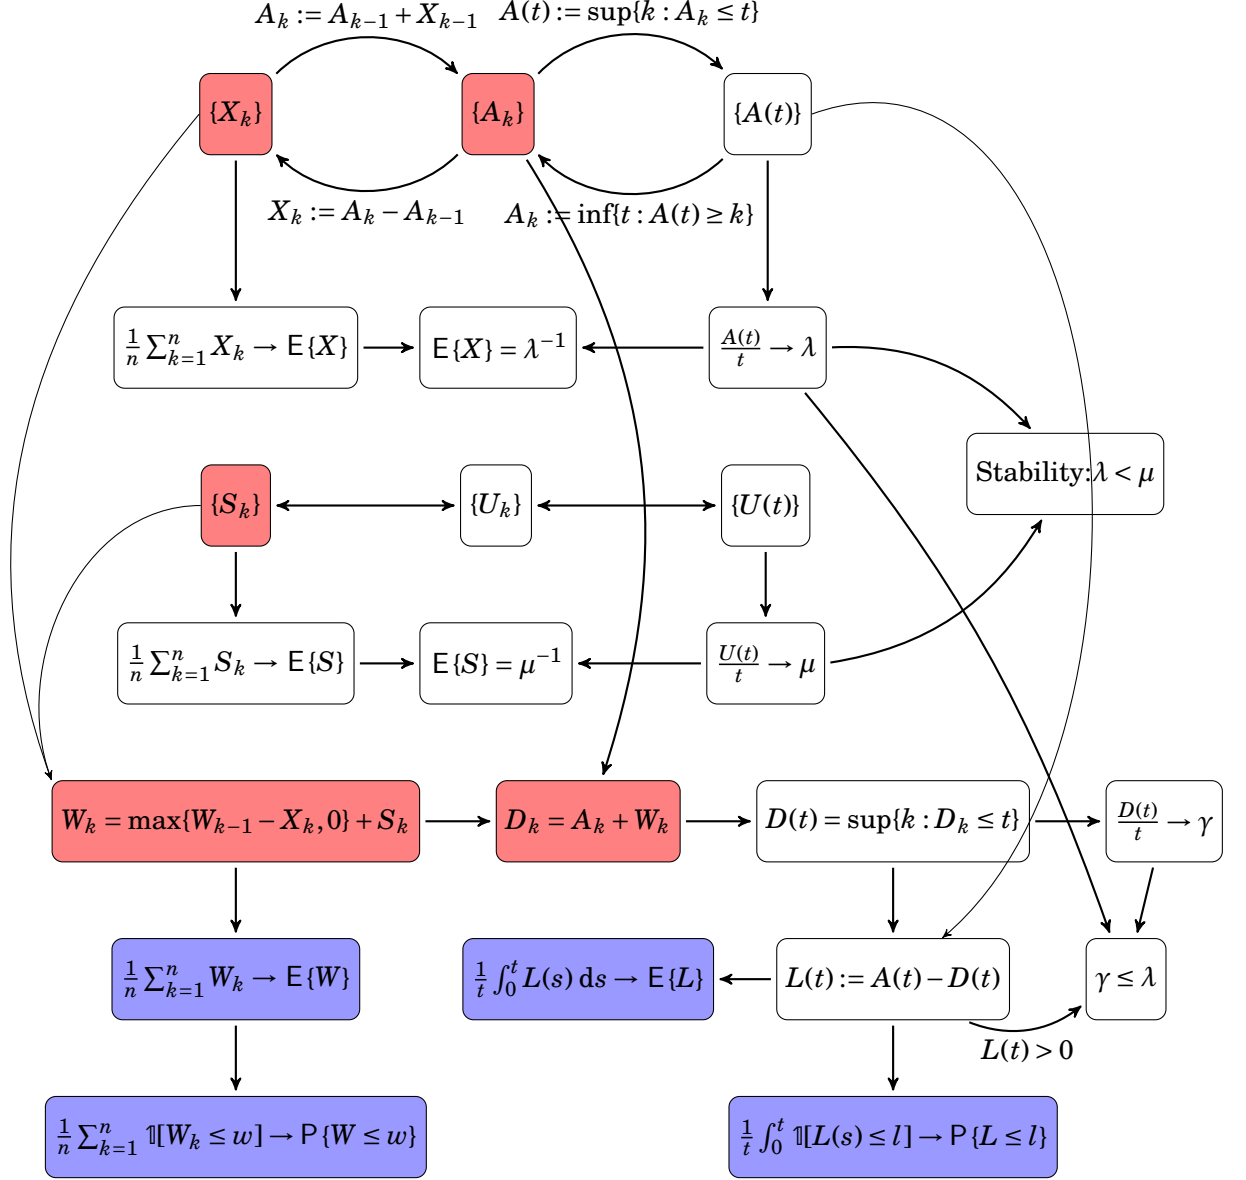 A_k := A_{k-1} + X_{k-1}
A(t) := sup{k : A_k ≤ t}
{X_k}
{A_k}
{A(t)}
X_k := A_k − A_{k-1}
A_k := inf{t : A(t) ≥ k}
1/n ∑_{k=1}^n X_k → E{X}
E{X} = λ^{-1}
A(t)/t → λ
Stability: λ < μ
{S_k}
{U_k}
{U(t)}
1/n ∑_{k=1}^n S_k → E{S}
E{S} = μ^{-1}
U(t)/t → μ
W_k = max{W_{k-1} − X_k, 0} + S_k
D_k = A_k + W_k
D(t) = sup{k : D_k ≤ t}
D(t)/t → γ
1/n ∑_{k=1}^n W_k → E{W}
1/t ∫_0^t L(s) ds → E{L}
L(t) := A(t) − D(t)
γ ≤ λ
L(t) > 0
1/n ∑_{k=1}^n 𝟙[W_k ≤ w] → P{W ≤ w}
1/t ∫_0^t 𝟙[L(s) ≤ l] → P{L ≤ l}